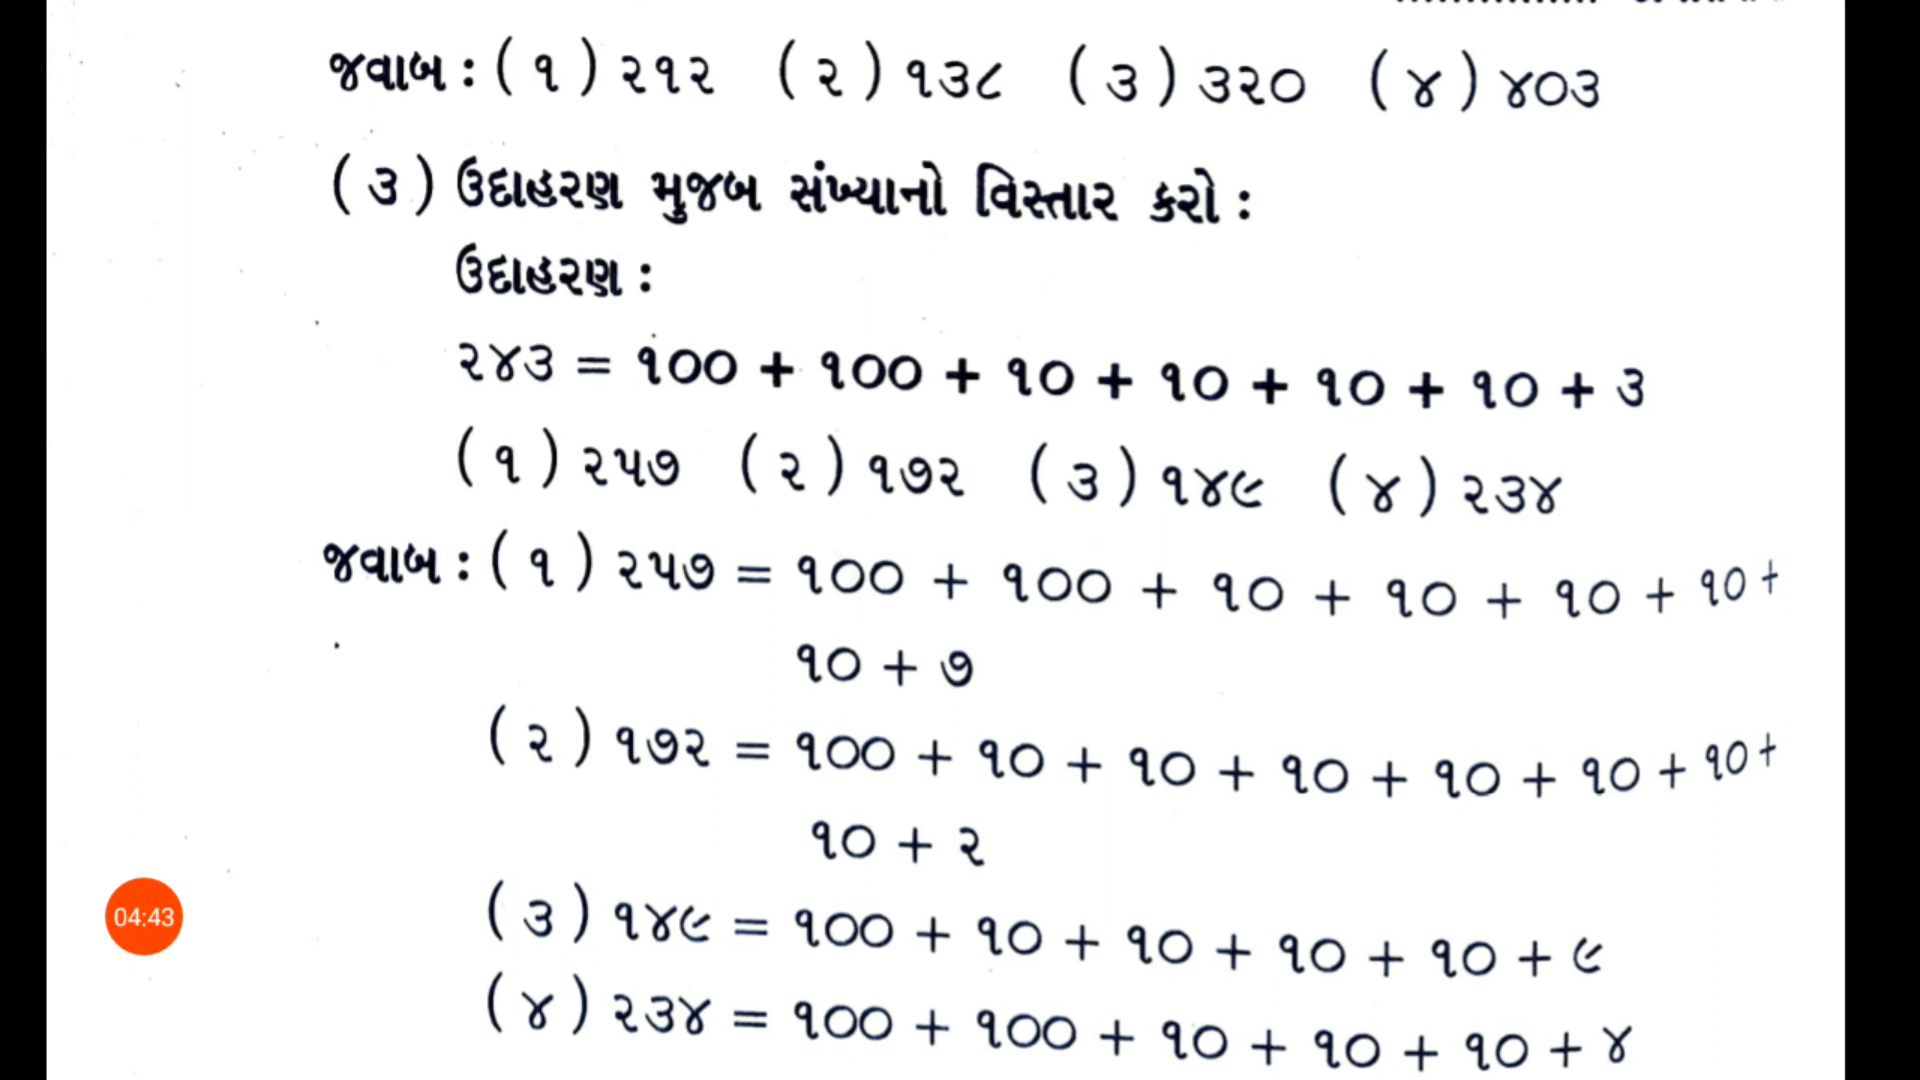 જવાબ : ( ૧ ) ૨૧૨ ( ૨ ) ૧૩૮ ( ૩ ) ૩૨૦ ( ૪ ) ૪૦૩
( ૩ ) ઉદાહરણ મુજબ સંખ્યાનો વિસ્તાર કરો :
ઉદાહરણ :
૨૪૩ = ૧૦૦ + ૧૦૦ + ૧૦ + ૧૦ + ૧૦ + ૧૦ + ૩
( ૧ ) ૨૫૭ ( ૨ ) ૧૭૨ ( ૩ ) ૧૪૯ ( ૪ ) ૨૩૪
જવાબ : ( ૧ ) ૨૫૭ = ૧૦૦ + ૧૦૦ + ૧૦ + ૧૦ + ૧૦ + ૧૦ +
૧૦ + ૭
( ૨ ) ૧૭૨ = ૧૦૦ + ૧૦ + ૧૦ + ૧૦ + ૧૦ + ૧૦ + ૧૦ +
૧૦ + ૨
( ૩ ) ૧૪૯ = ૧૦૦ + ૧૦ + ૧૦ + ૧૦ + ૧૦ + ૯
04:43
( ૪ ) ૨૩૪ = ૧૦૦ + ૧૦૦ + ૧૦ + ૧૦ + ૧૦ + ૪